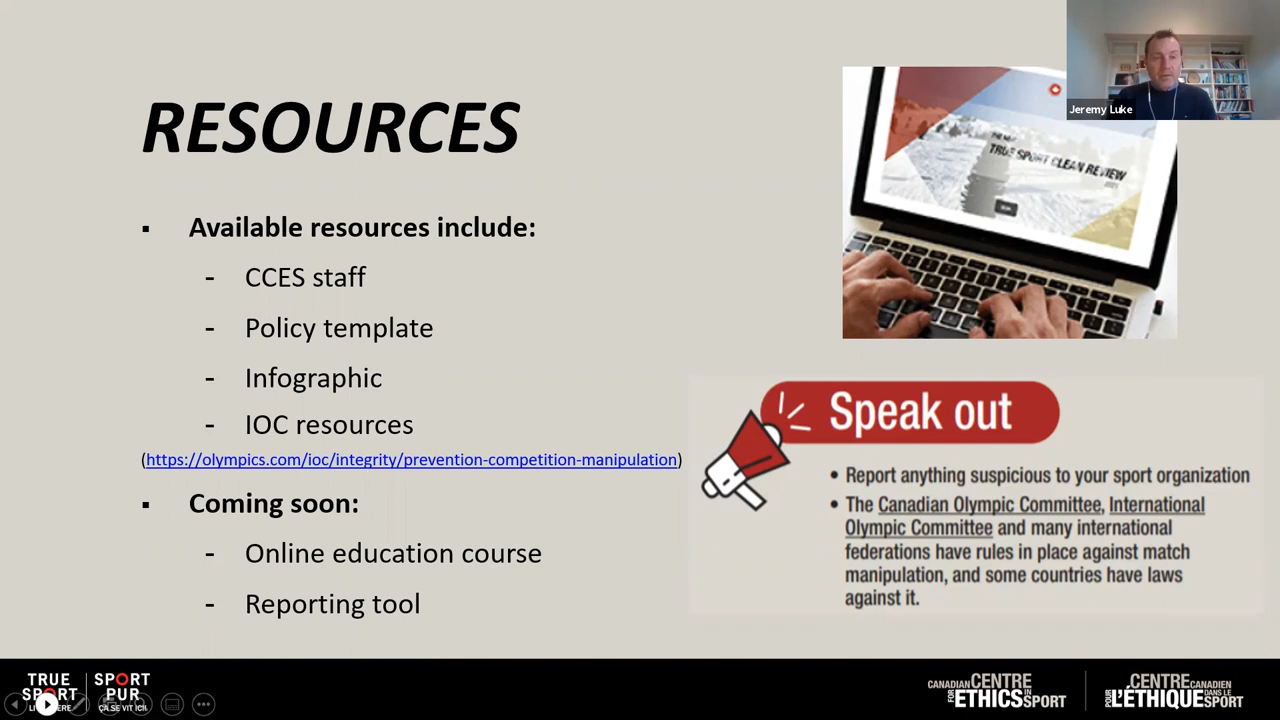 RESOURCES
▪ Available resources include:
- CCES staff
- Policy template
- Infographic
- IOC resources
(https://olympics.com/ioc/integrity/prevention-competition-manipulation)
▪ Coming soon:
- Online education course
- Reporting tool
Jeremy Luke
TRUE SPORT CLEAN REVIEW
Speak out
• Report anything suspicious to your sport organization
• The Canadian Olympic Committee, International
Olympic Committee and many international
federations have rules in place against match
manipulation, and some countries have laws
against it.
TRUE
SPORT
SPORT
PUR
ÇA SE VIT ICI.
CANADIAN CENTRE
FOR ETHICS IN SPORT
CENTRE CANADIEN
POUR L'ÉTHIQUE DANS LE SPORT